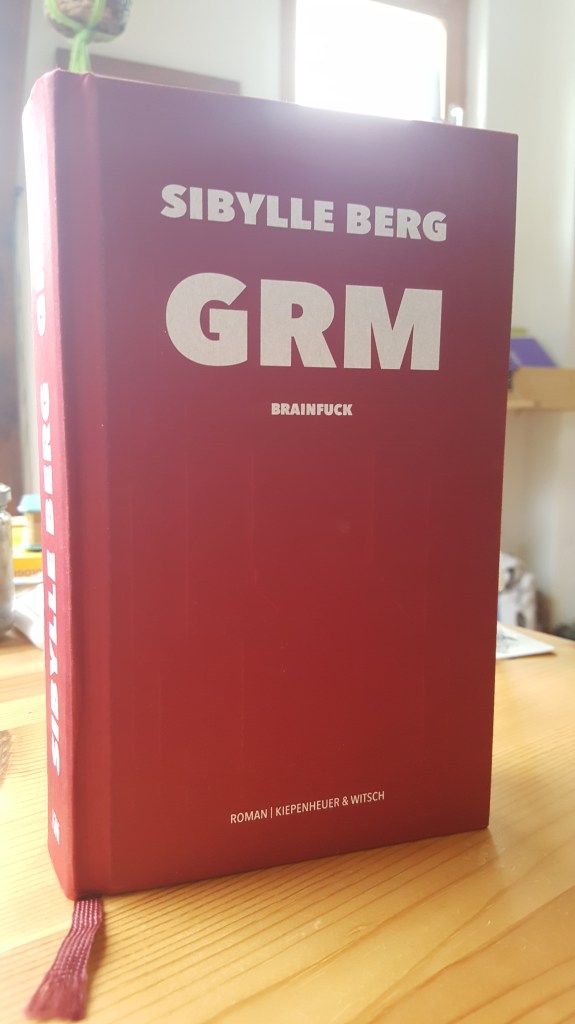 SIBYLLE BERG
GRM
BRAINFUCK
ROMAN | KIEPENHEUER & WITSCH
SIBYLLE BERG